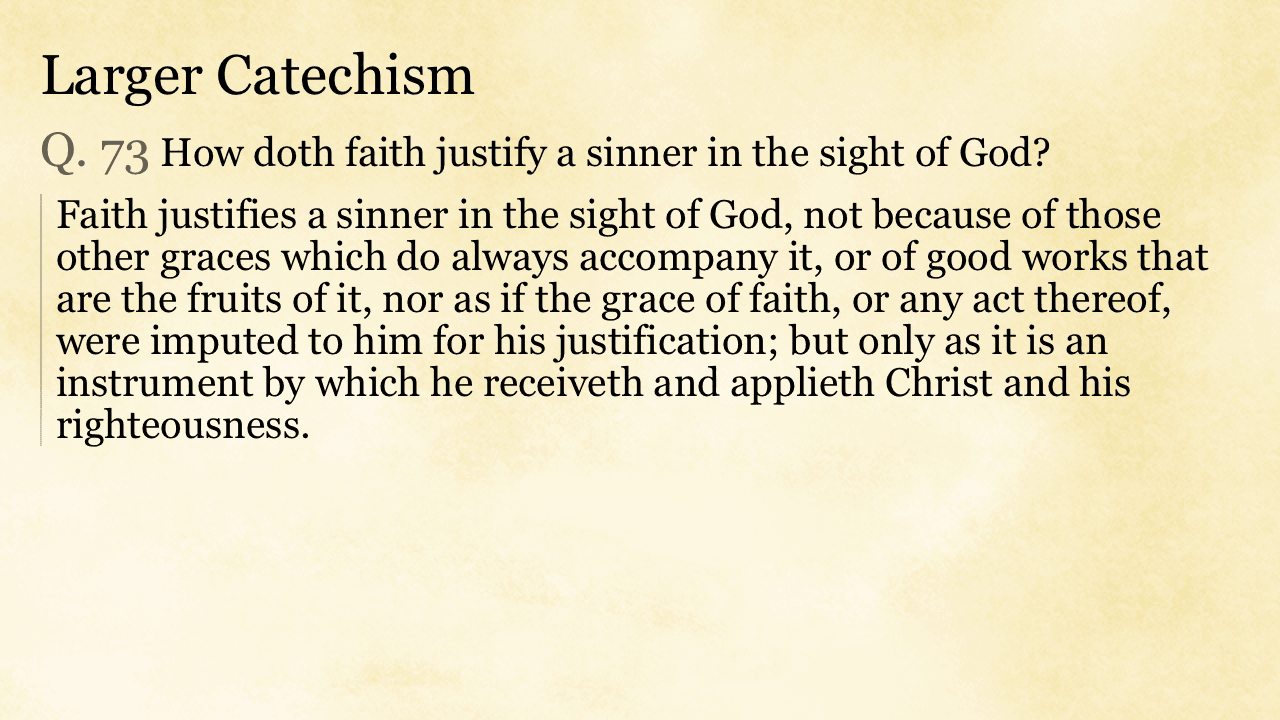 Larger Catechism
Q. 73 How doth faith justify a sinner in the sight of God?
Faith justifies a sinner in the sight of God, not because of those
other graces which do always accompany it, or of good works that
are the fruits of it, nor as if the grace of faith, or any act thereof,
were imputed to him for his justification; but only as it is an
instrument by which he receiveth and applieth Christ and his
righteousness.